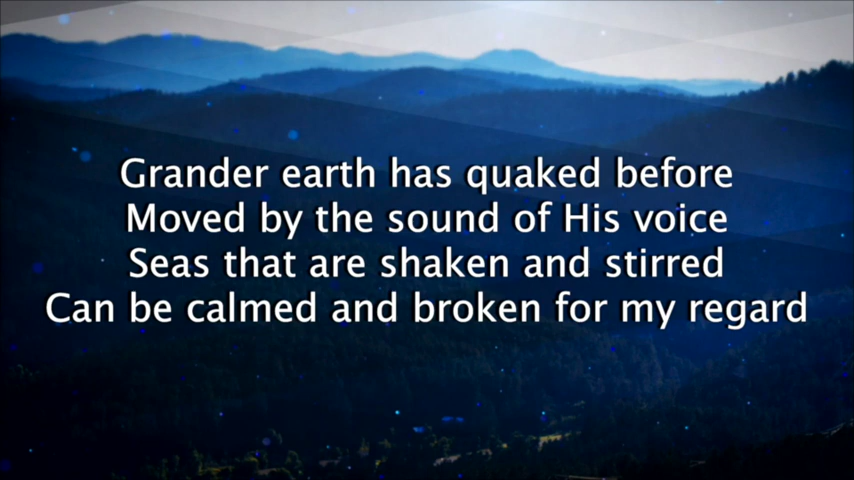 Grander earth has quaked before
Moved by the sound of His voice
Seas that are shaken and stirred
Can be calmed and broken for my regard